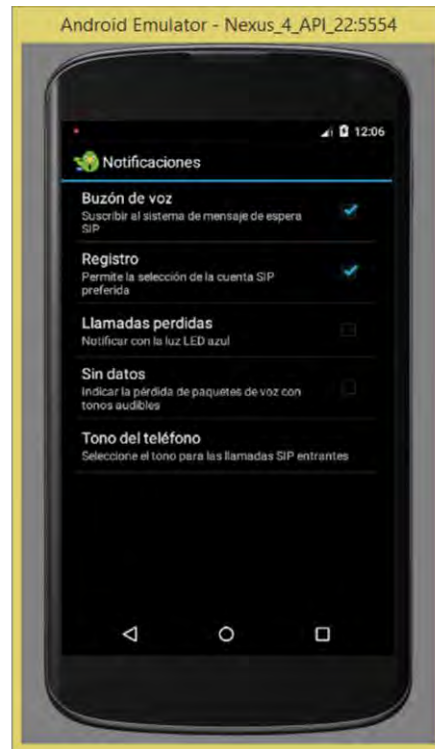 Android Emulator - Nexus_4_API_22:5554
12:06
Notificaciones
Buzón de voz
Suscribir al sistema de mensaje de espera
SIP
Registro
Permite la selección de la cuenta SIP
preferida
Llamadas perdidas
Notificar con la luz LED azul
Sin datos
Indicar la pérdida de paquetes de voz con
tonos audibles
Tono del teléfono
Seleccione el tono para las llamadas SIP entrantes